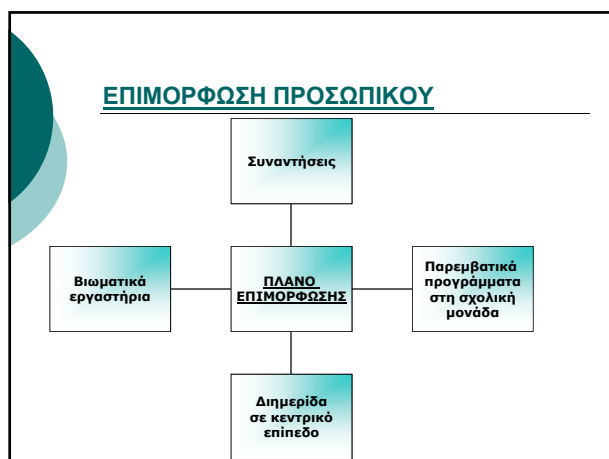 ΕΠΙΜΟΡΦΩΣΗ ΠΡΟΣΩΠΙΚΟΥ
Συναντήσεις
Βιωματικά
εργαστήρια
ΠΛΑΝΟ
ΕΠΙΜΟΡΦΩΣΗΣ
Παρεμβατικά
προγράμματα
στη σχολική
μονάδα
Διημερίδα
σε κεντρικό
επίπεδο